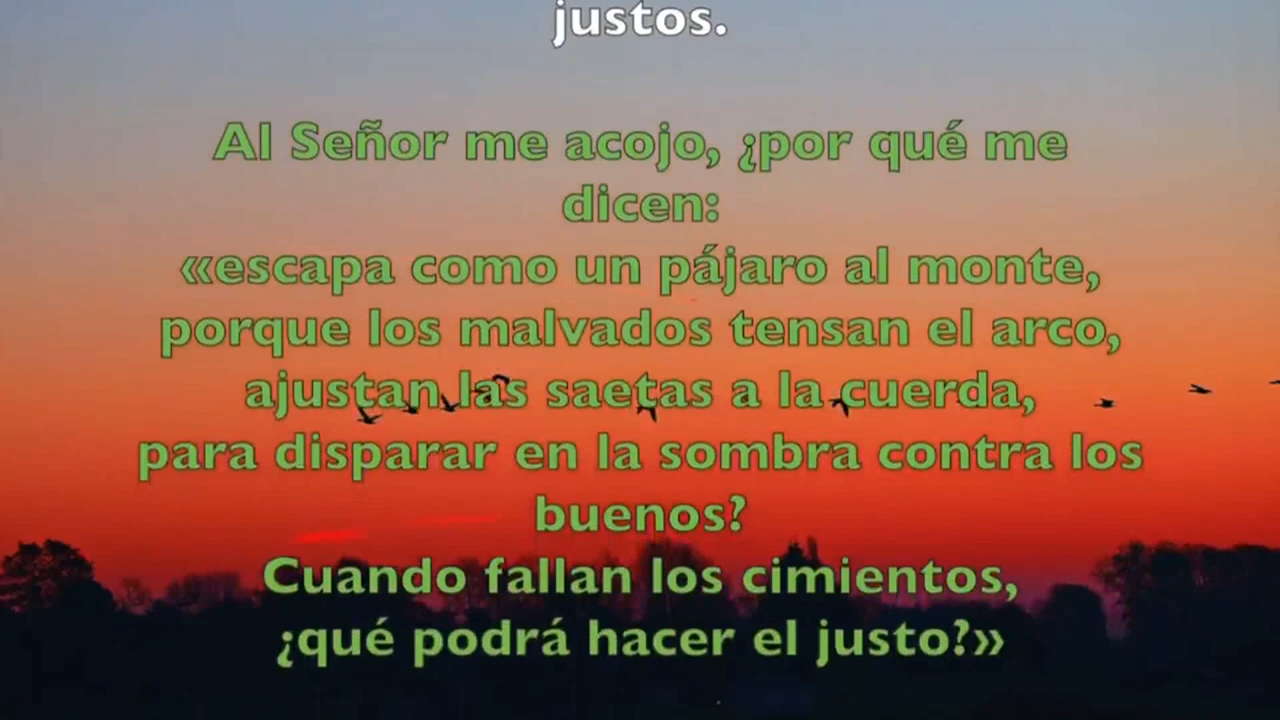 justos.
Al Señor me acojo, ¿por qué me
dicen:
«escapa como un pájaro al monte,
porque los malvados tensan el arco,
ajustan las saetas a la cuerda,
para disparar en la sombra contra los
buenos?
Cuando fallan los cimientos,
¿qué podrá hacer el justo?»